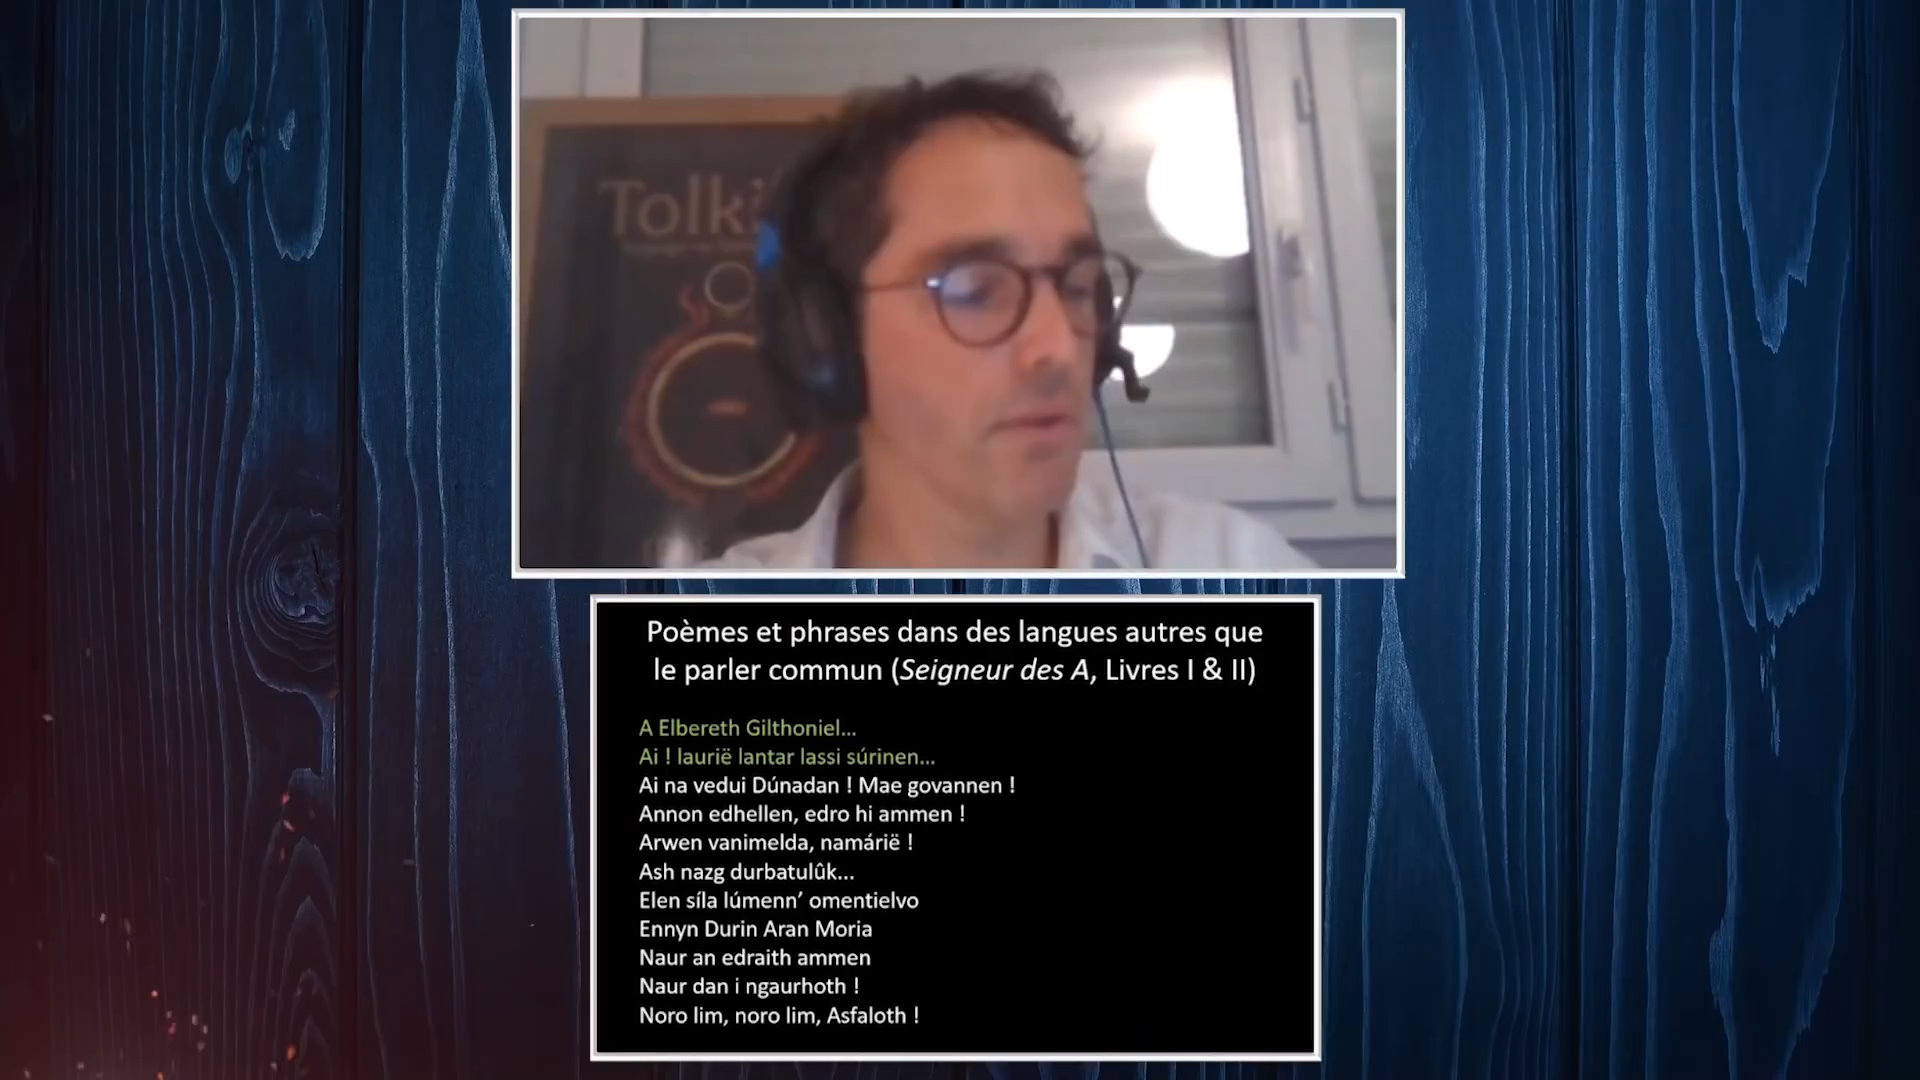 Tolki
Poèmes et phrases dans des langues autres que
le parler commun (Seigneur des A, Livres I & II)
A Elbereth Gilthoniel...
Ai ! laurië lantar lassi súrinen...
Ai na vedui Dúnadan ! Mae govannen !
Annon edhellen, edro hi ammen !
Arwen vanimelda, namárië !
Ash nazg durbatulûk...
Elen síla lúmenn’ omentielvo
Ennyn Durin Aran Moria
Naur an edraith ammen
Naur dan i ngaurhoth !
Noro lim, noro lim, Asfaloth !